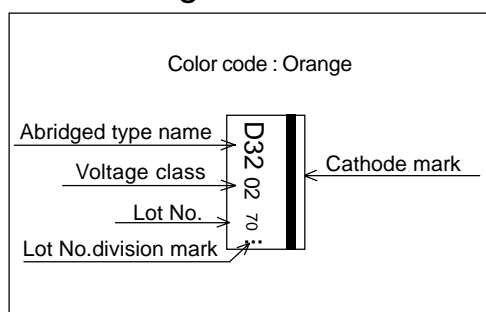 Color code : Orange
Abridged type name
Voltage class
Lot No.
Lot No.division mark
D32 02 70
Cathode mark